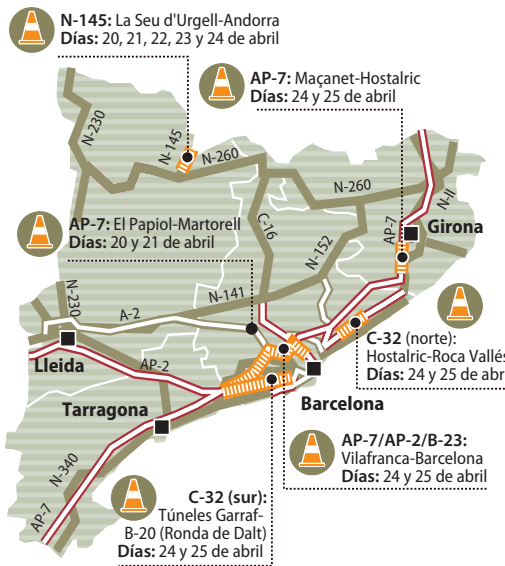 N-145: La Seu d'Urgell-Andorra
Días: 20, 21, 22, 23 y 24 de abril
AP-7: Maçanet-Hostalric
Días: 24 y 25 de abril
N-230
N-145
N-260
N-260
N-II
AP-7: El Papiol-Martorell
Días: 20 y 21 de abril
C-16
N-152
AP-7
Girona
N-230
N-141
A-2
C-32 (norte):
Hostalric-Roca Vallés
Días: 24 y 25 de abr
Lleida
AP-2
Barcelona
Tarragona
AP-7/AP-2/B-23:
Vilafranca-Barcelona
Días: 24 y 25 de abril
N-340
AP-7
C-32 (sur):
Túneles Garraf-
B-20 (Ronda de Dalt)
Días: 24 y 25 de abril